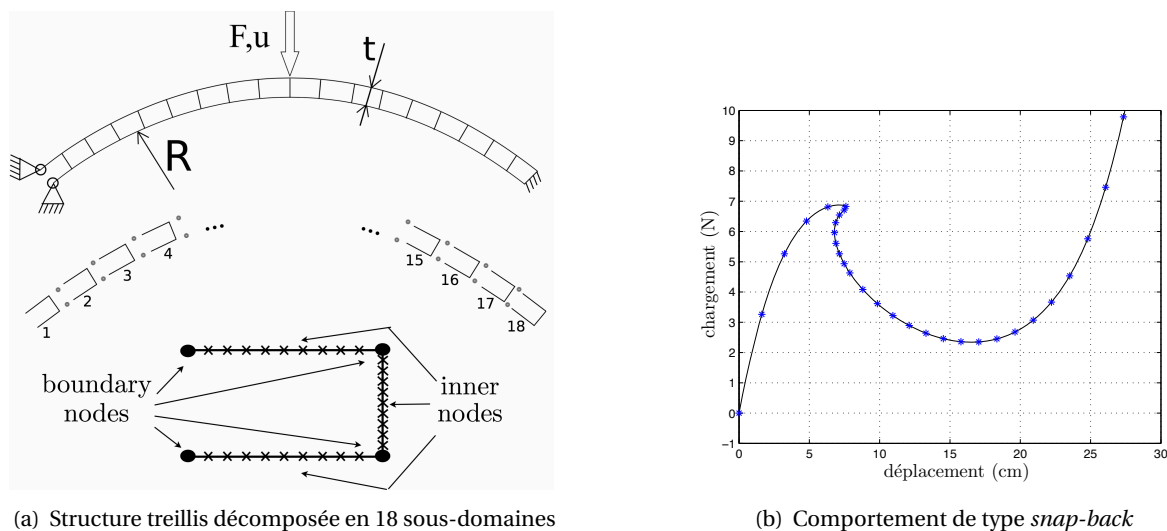 F,u
t
R
1
2
3
4
•••
•••
15
16
17
18
boundary
nodes
inner
nodes
(a) Structure treillis décomposée en 18 sous-domaines
10
9
8
7
6
5
4
3
2
1
0
−1
0
5
10
15
20
25
30
chargement (N)
déplacement (cm)
(b) Comportement de type snap-back